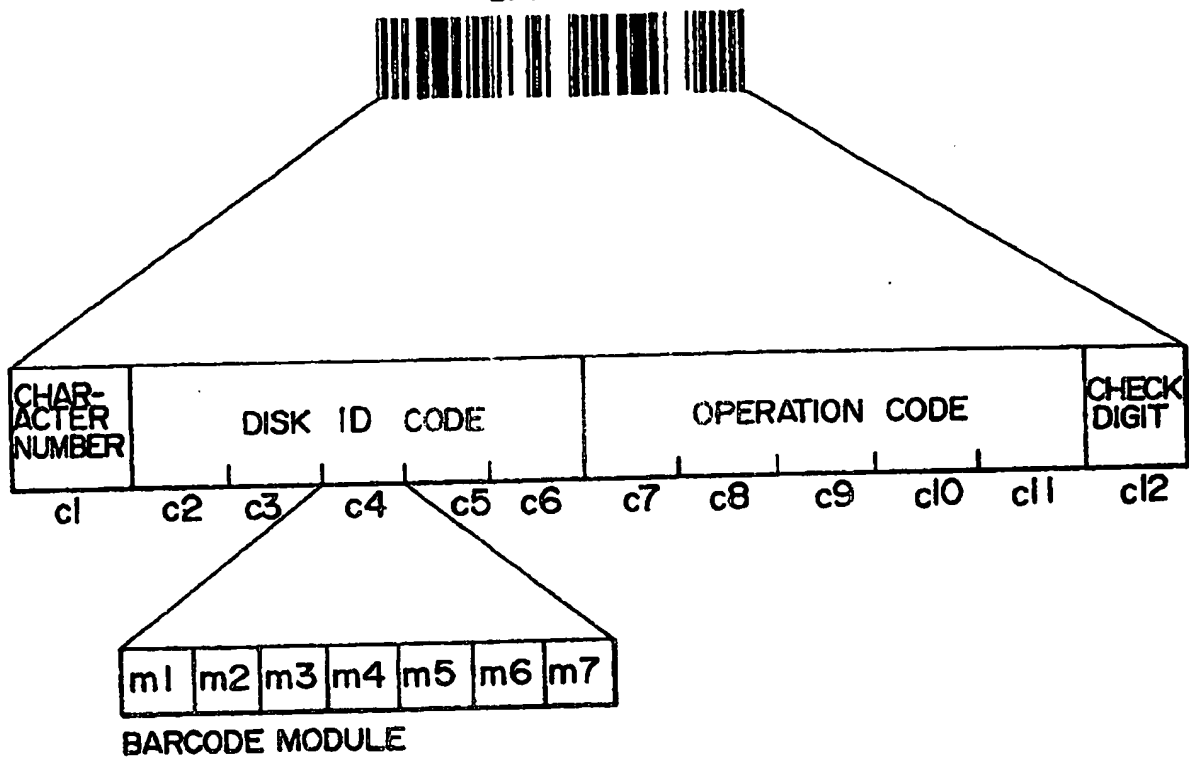 CHAR-
ACTER
NUMBER
DISK ID CODE
OPERATION CODE
CHECK
DIGIT
c1 c2 c3 c4 c5 c6 c7 c8 c9 c10 c11 c12
m1 m2 m3 m4 m5 m6 m7
BARCODE MODULE